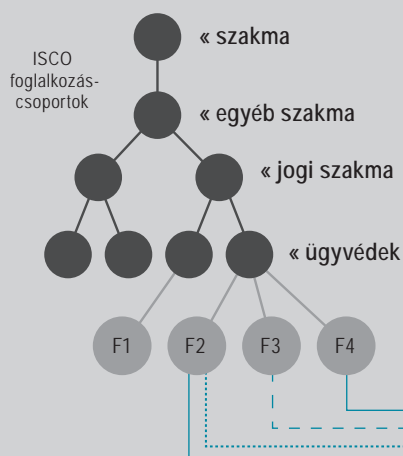 « szakma
ISCO
foglalkozás-
csoportok
« egyéb szakma
« jogi szakma
« ügyvédek
F1 F2 F3 F4